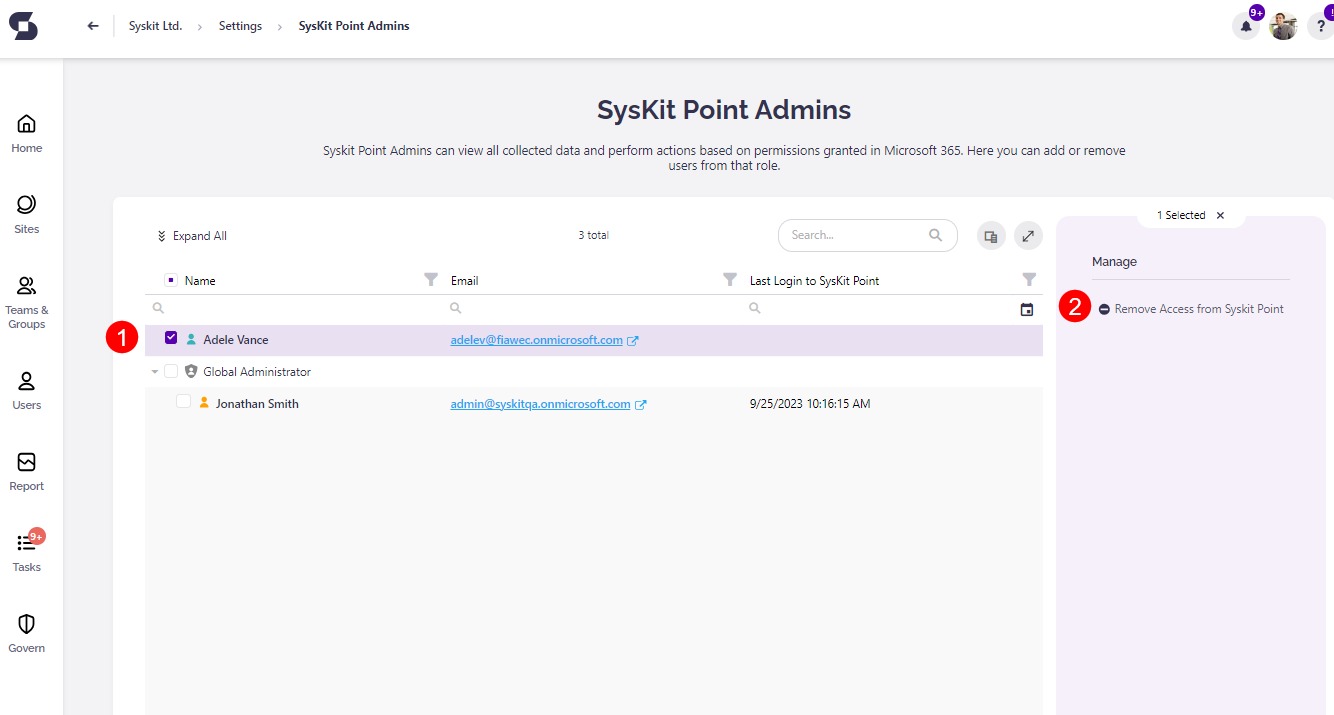 Syskit Ltd.
Settings
SysKit Point Admins
9+
?
!
Home
Sites
Teams &
Groups
Users
Report
9+
Tasks
Govern
SysKit Point Admins
Syskit Point Admins can view all collected data and perform actions based on permissions granted in Microsoft 365. Here you can add or remove
users from that role.
Expand All
3 total
Search...
1 Selected
Name
Email
Last Login to SysKit Point
1
Adele Vance
adelev@fiawec.onmicrosoft.com
Global Administrator
Jonathan Smith
admin@syskitqa.onmicrosoft.com
9/25/2023 10:16:15 AM
Manage
2
Remove Access from Syskit Point